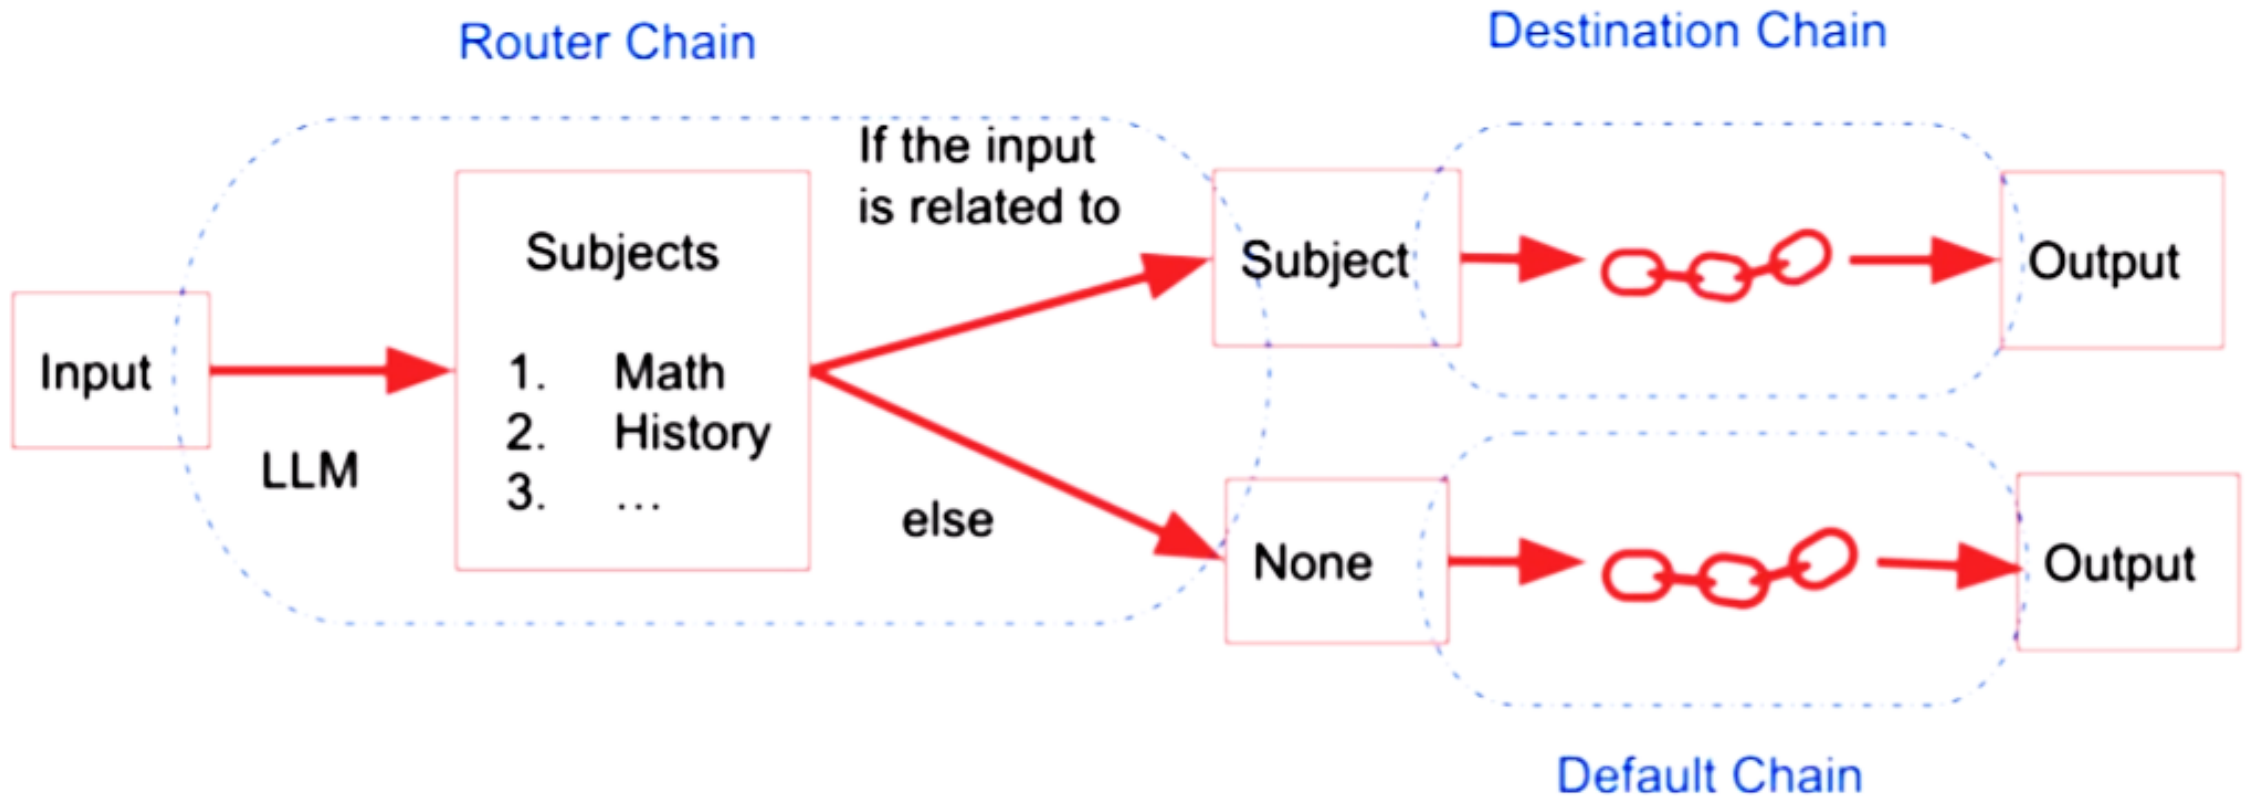 Router Chain
Destination Chain
If the input
is related to
Subjects
Subject
Output
Input
1. Math
2. History
3. ...
LLM
else
None
Output
Default Chain